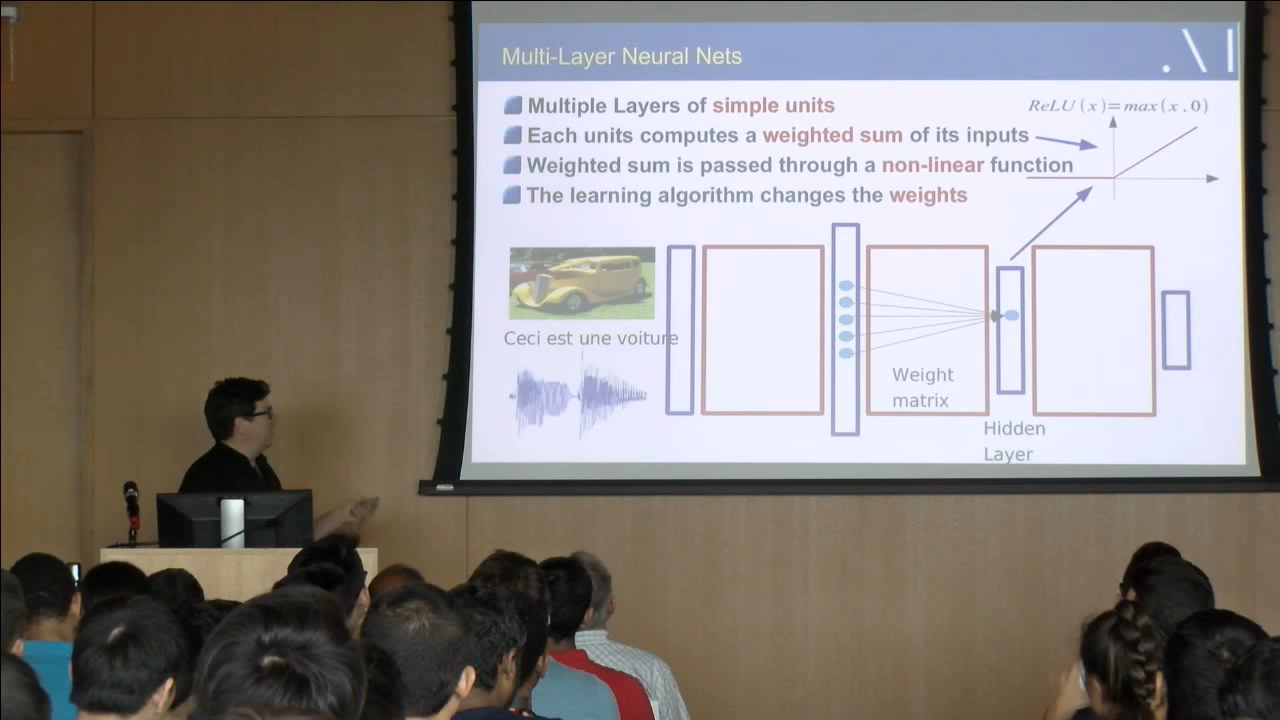 Multi-Layer Neural Nets
Multiple Layers of simple units
ReLU(x)=max(x,0)
Each units computes a weighted sum of its inputs
Weighted sum is passed through a non-linear function
The learning algorithm changes the weights
Ceci est une voiture
Weight
matrix
Hidden
Layer